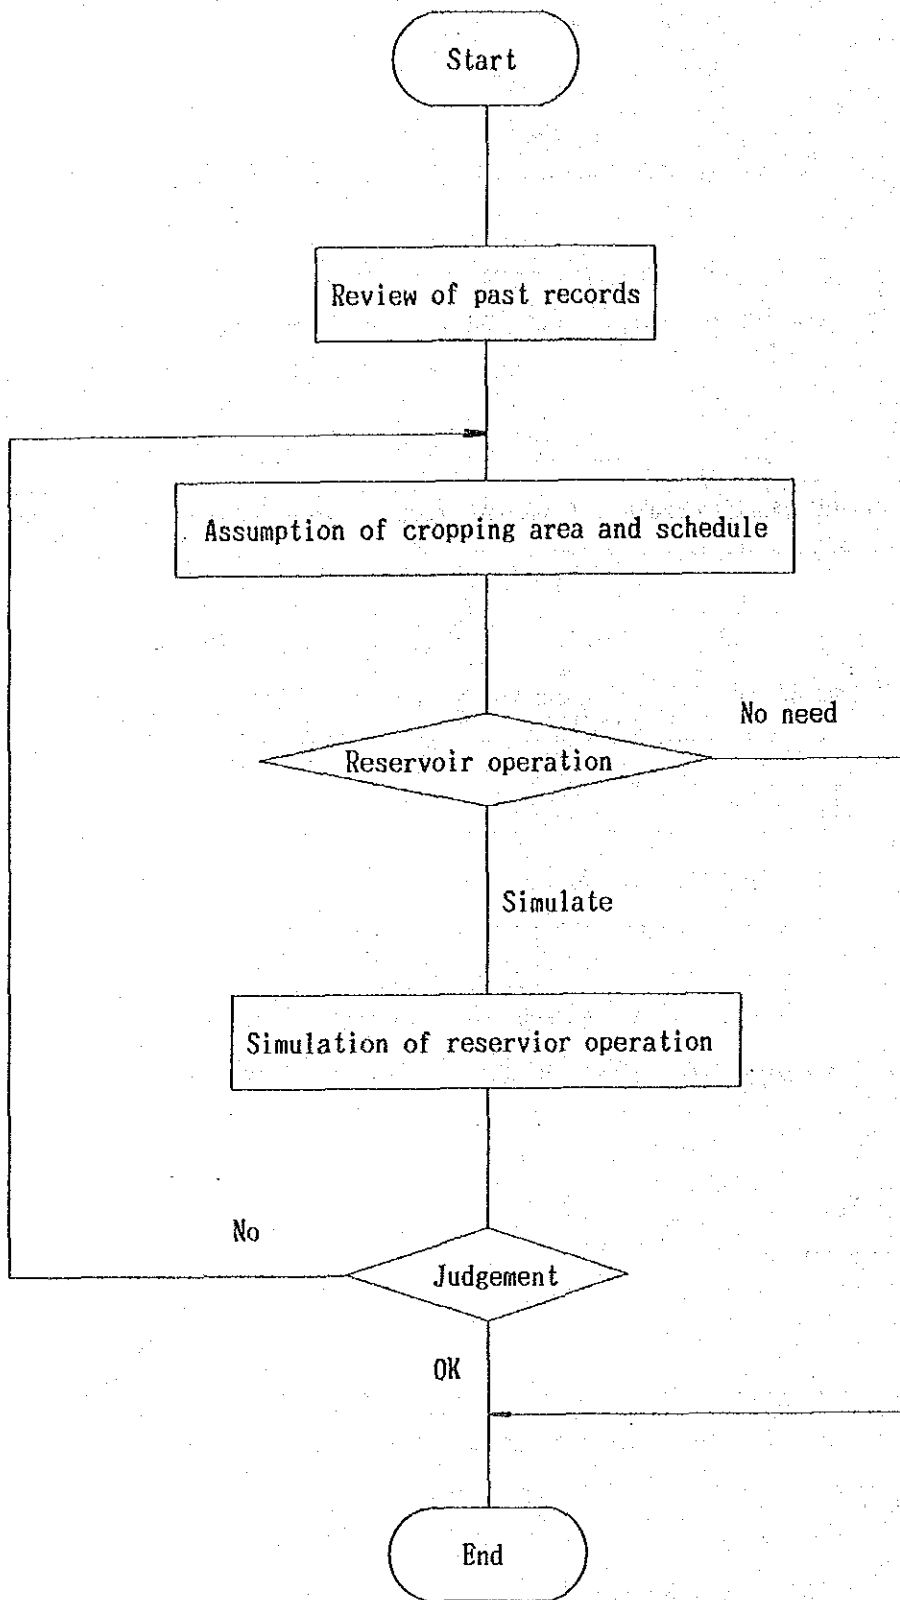 Start
Review of past records
Assumption of cropping area and schedule
No need
Reservoir operation
Simulate
Simulation of reservior operation
No
Judgement
OK
End